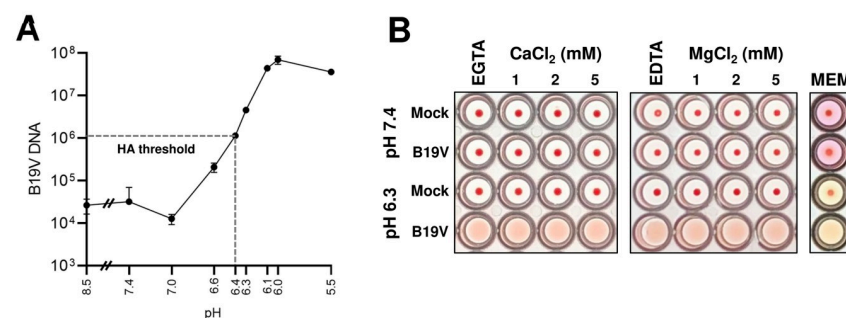 A
B19V DNA
10⁸
10⁷
10⁶
10⁵
10⁴
10³
HA threshold
8.5 7.4 7.0 6.6 6.4 6.3 6.1 6.0 5.5
pH
B
EGTA CaCl₂ (mM) 1 2 5
EDTA MgCl₂ (mM) 1 2 5
MEM
pH 7.4
Mock
B19V
pH 6.3
Mock
B19V